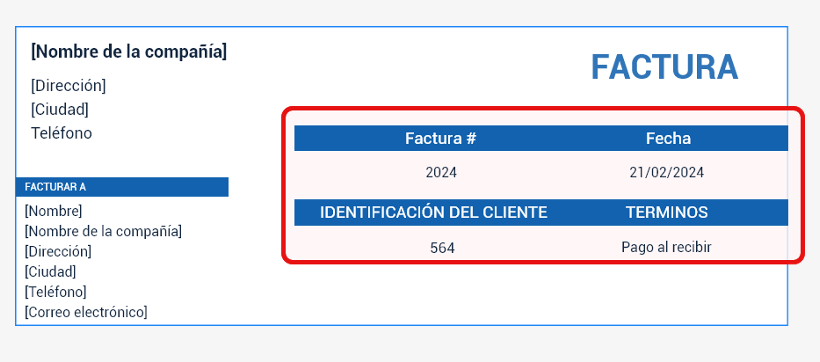 [Nombre de la compañía]
FACTURA
[Dirección]
[Ciudad]
Teléfono
Factura # Fecha
2024 21/02/2024
FACTURAR A
IDENTIFICACIÓN DEL CLIENTE TERMINOS
564 Pago al recibir
[Nombre]
[Nombre de la compañía]
[Dirección]
[Ciudad]
[Teléfono]
[Correo electrónico]